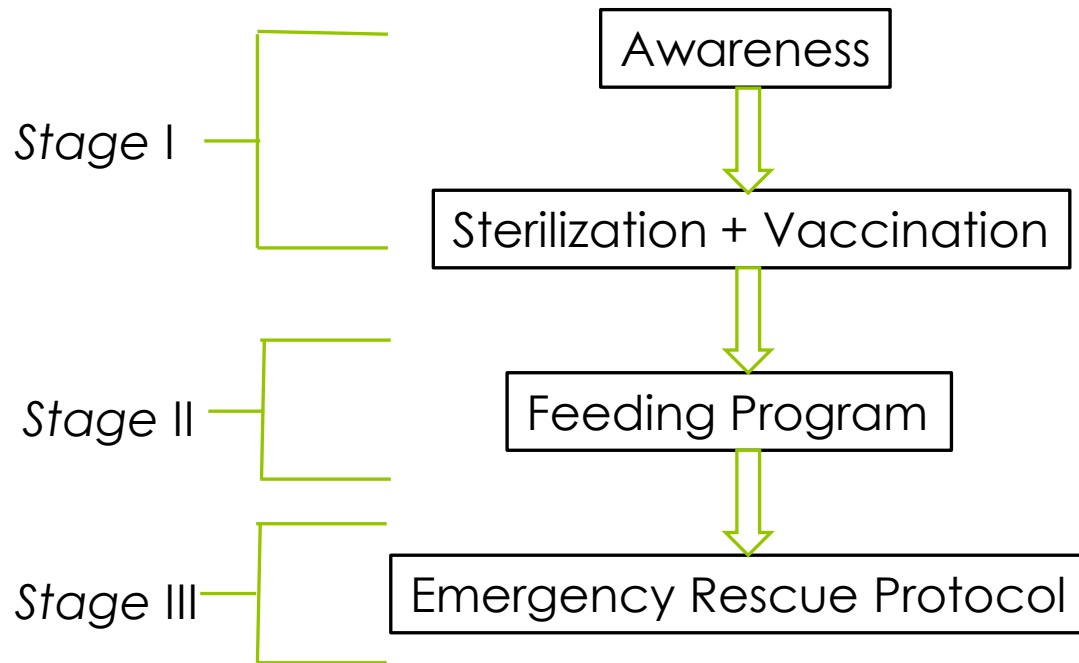 Awareness
Stage I
Sterilization + Vaccination
Stage II
Feeding Program
Stage III
Emergency Rescue Protocol